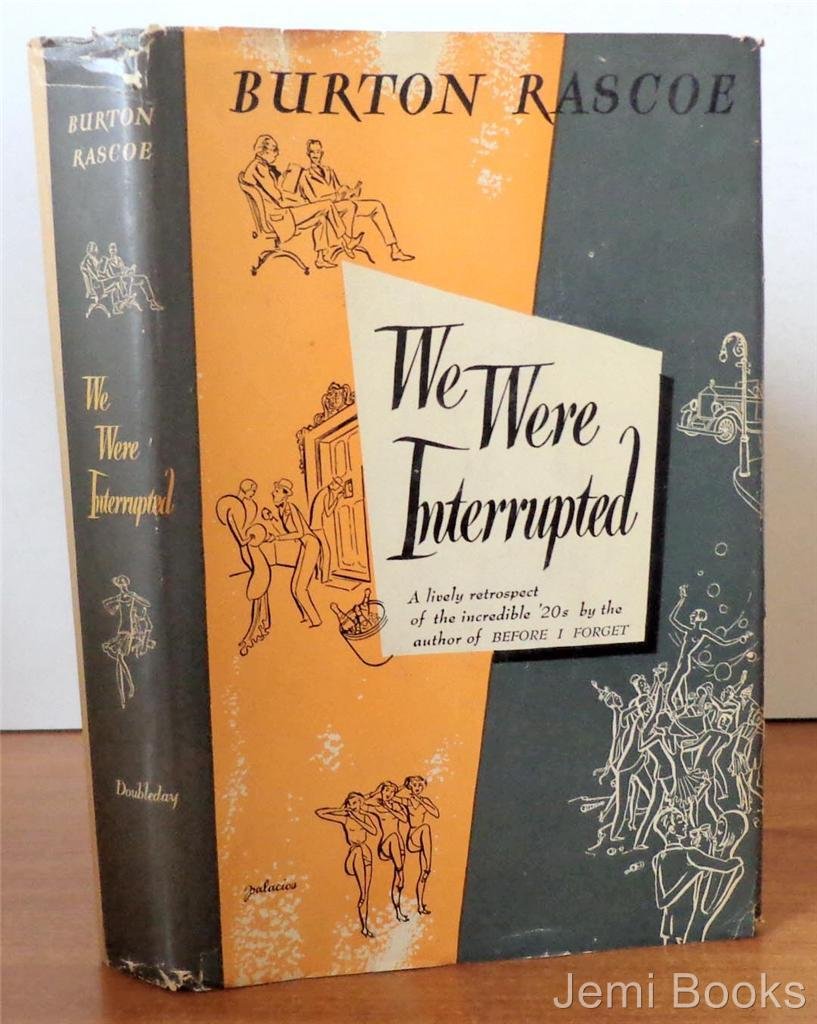 BURTON
RASCOE
We
Were
Interrupted
Doubleday
BURTON RASCOE
We Were
Interrupted
A lively retrospect
of the incredible '20s by the
author of BEFORE I FORGET
palacios
Jemi Books